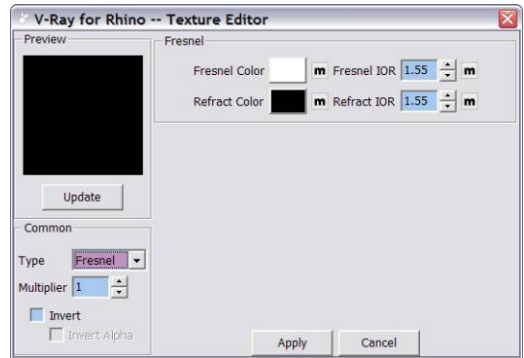 V-Ray for Rhino -- Texture Editor
Preview
Fresnel
Fresnel Color m Fresnel IOR 1.55 m
Refract Color m Refract IOR 1.55 m
Update
Common
Type Fresnel
Multiplier 1
Invert
Invert Alpha
Apply Cancel